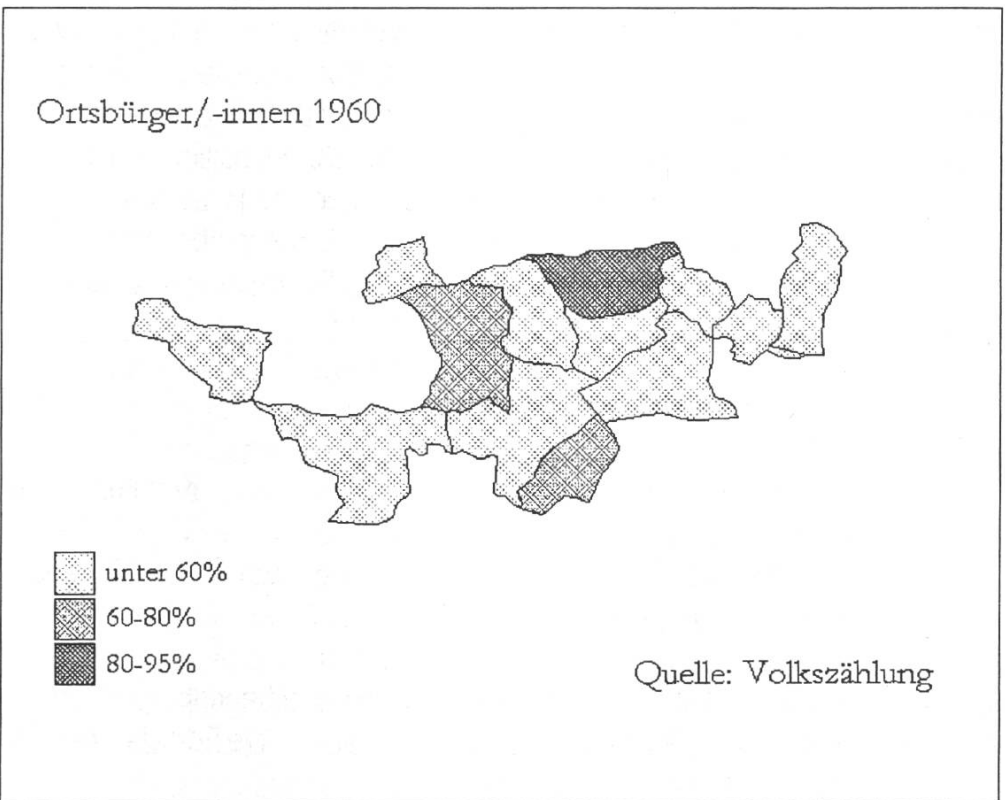 Ortsbürger/-innen 1960
unter 60%
60-80%
80-95%
Quelle: Volkszählung